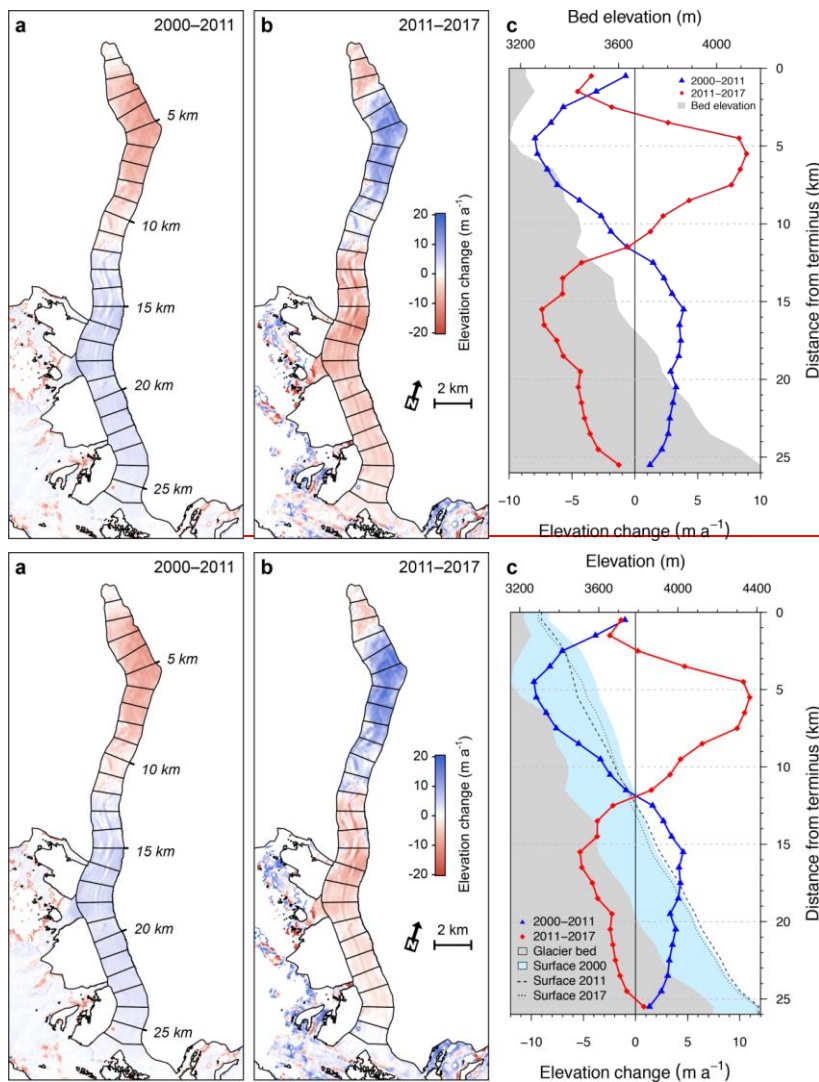 a
2000–2011
5 km
10 km
15 km
20 km
25 km
b
2011–2017
20
10
0
-10
-20
Elevation change (m a⁻¹)
N
2 km
c
Bed elevation (m)
3200
3600
4000
2000–2011
2011–2017
Bed elevation
0
5
10
15
20
25
Distance from terminus (km)
−10
−5
0
5
10
Elevation change (m a⁻¹)
a
2000–2011
5 km
10 km
15 km
20 km
25 km
b
2011–2017
20
10
0
-10
-20
Elevation change (m a⁻¹)
N
2 km
c
Elevation (m)
3200
3600
4000
4400
0
5
10
15
20
25
Distance from terminus (km)
2000–2011
2011–2017
Glacier bed
Surface 2000
Surface 2011
Surface 2017
−10
−5
0
5
10
Elevation change (m a⁻¹)